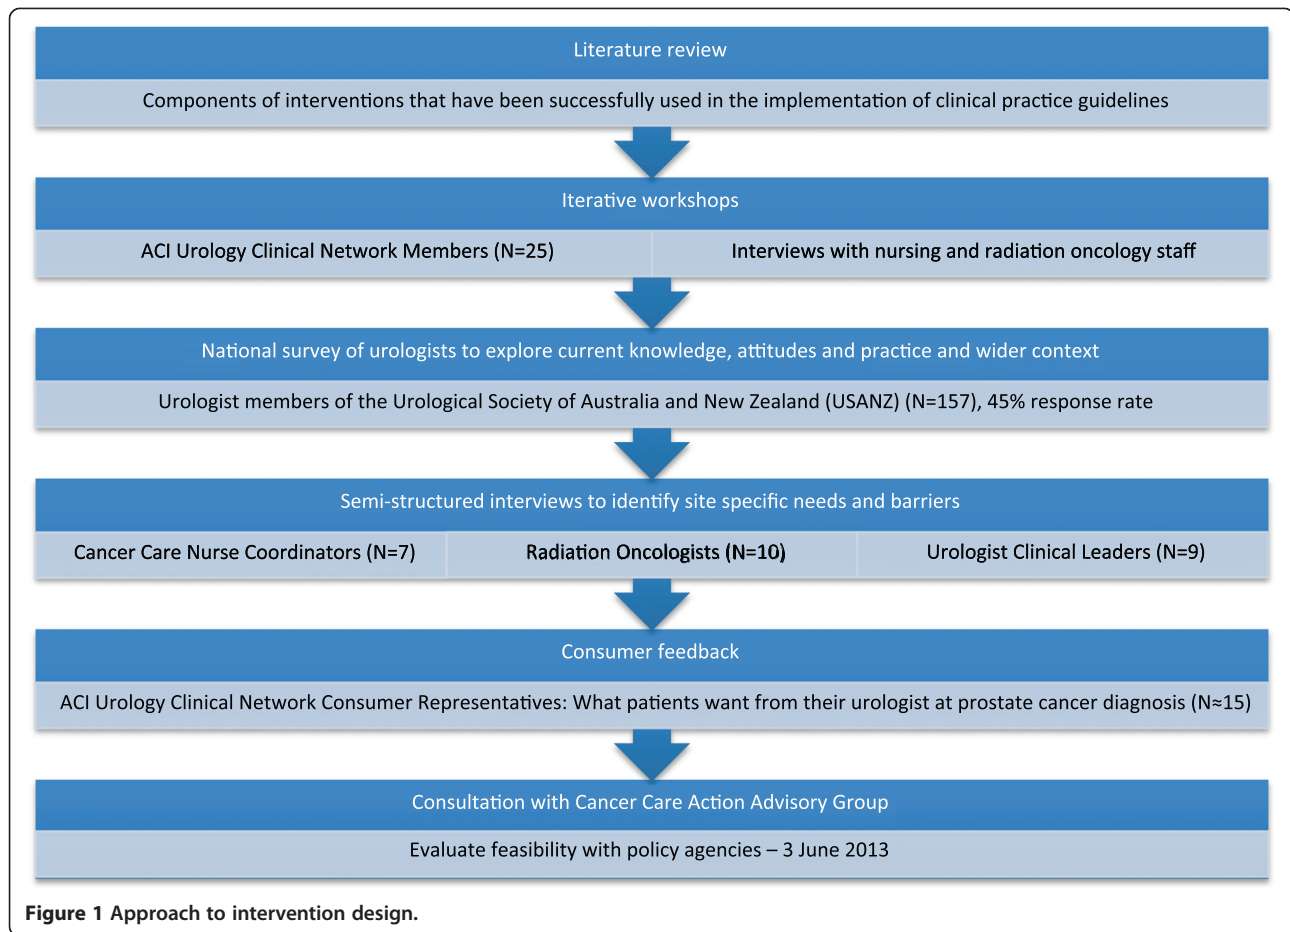 Literature review
Components of interventions that have been successfully used in the implementation of clinical practice guidelines
Iterative workshops
ACI Urology Clinical Network Members (N=25)
Interviews with nursing and radiation oncology staff
National survey of urologists to explore current knowledge, attitudes and practice and wider context
Urologist members of the Urological Society of Australia and New Zealand (USANZ) (N=157), 45% response rate
Semi-structured interviews to identify site specific needs and barriers
Cancer Care Nurse Coordinators (N=7)
Radiation Oncologists (N=10)
Urologist Clinical Leaders (N=9)
Consumer feedback
ACI Urology Clinical Network Consumer Representatives: What patients want from their urologist at prostate cancer diagnosis (N≈15)
Consultation with Cancer Care Action Advisory Group
Evaluate feasibility with policy agencies – 3 June 2013
Figure 1 Approach to intervention design.